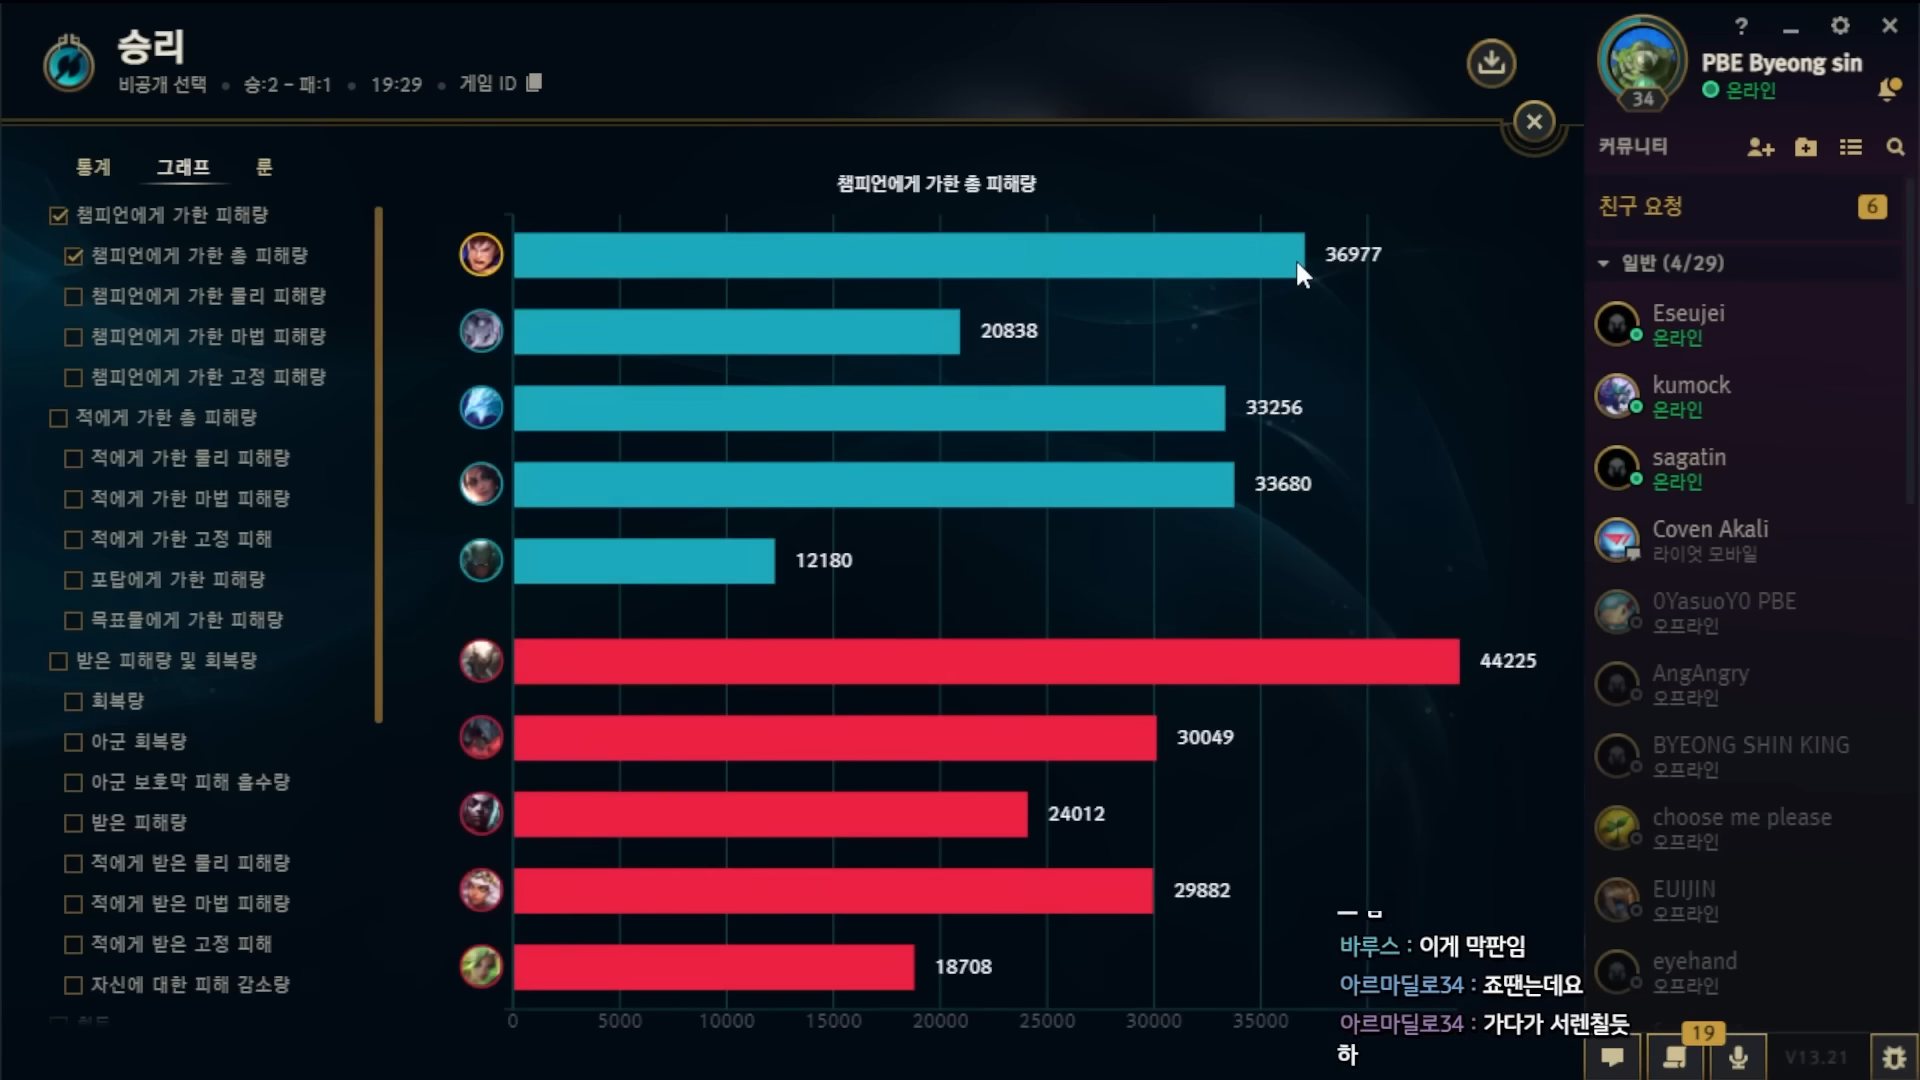 승리
비공개 선택 • 승:2 – 패:1 • 19:29 • 게임 ID
통계 그래프 룬
챔피언에게 가한 피해량
챔피언에게 가한 총 피해량
챔피언에게 가한 물리 피해량
챔피언에게 가한 마법 피해량
챔피언에게 가한 고정 피해량
적에게 가한 총 피해량
적에게 가한 물리 피해량
적에게 가한 마법 피해량
적에게 가한 고정 피해
포탑에게 가한 피해량
목표물에게 가한 피해량
받은 피해량 및 회복량
회복량
아군 회복량
아군 보호막 피해 흡수량
받은 피해량
적에게 받은 물리 피해량
적에게 받은 마법 피해량
적에게 받은 고정 피해
자신에 대한 피해 감소량
챔피언에게 가한 총 피해량
36977
20838
33256
33680
12180
44225
30049
24012
29882
18708
0 5000 10000 15000 20000 25000 30000 35000
바루스 : 이게 막판임
아르마딜로34 : 죠땐는데요
아르마딜로34 : 가다가 서렌칠듯
하
?
34
PBE Byeong sin
온라인
커뮤니티
친구 요청
6
일반 (4/29)
Eseujei
온라인
kumock
온라인
sagatin
온라인
Coven Akali
라이엇 모바일
0YasuoY0 PBE
오프라인
AngAngry
오프라인
BYEONG SHIN KING
오프라인
choose me please
오프라인
EUIJIN
오프라인
eyehand
오프라인
19
V13.21